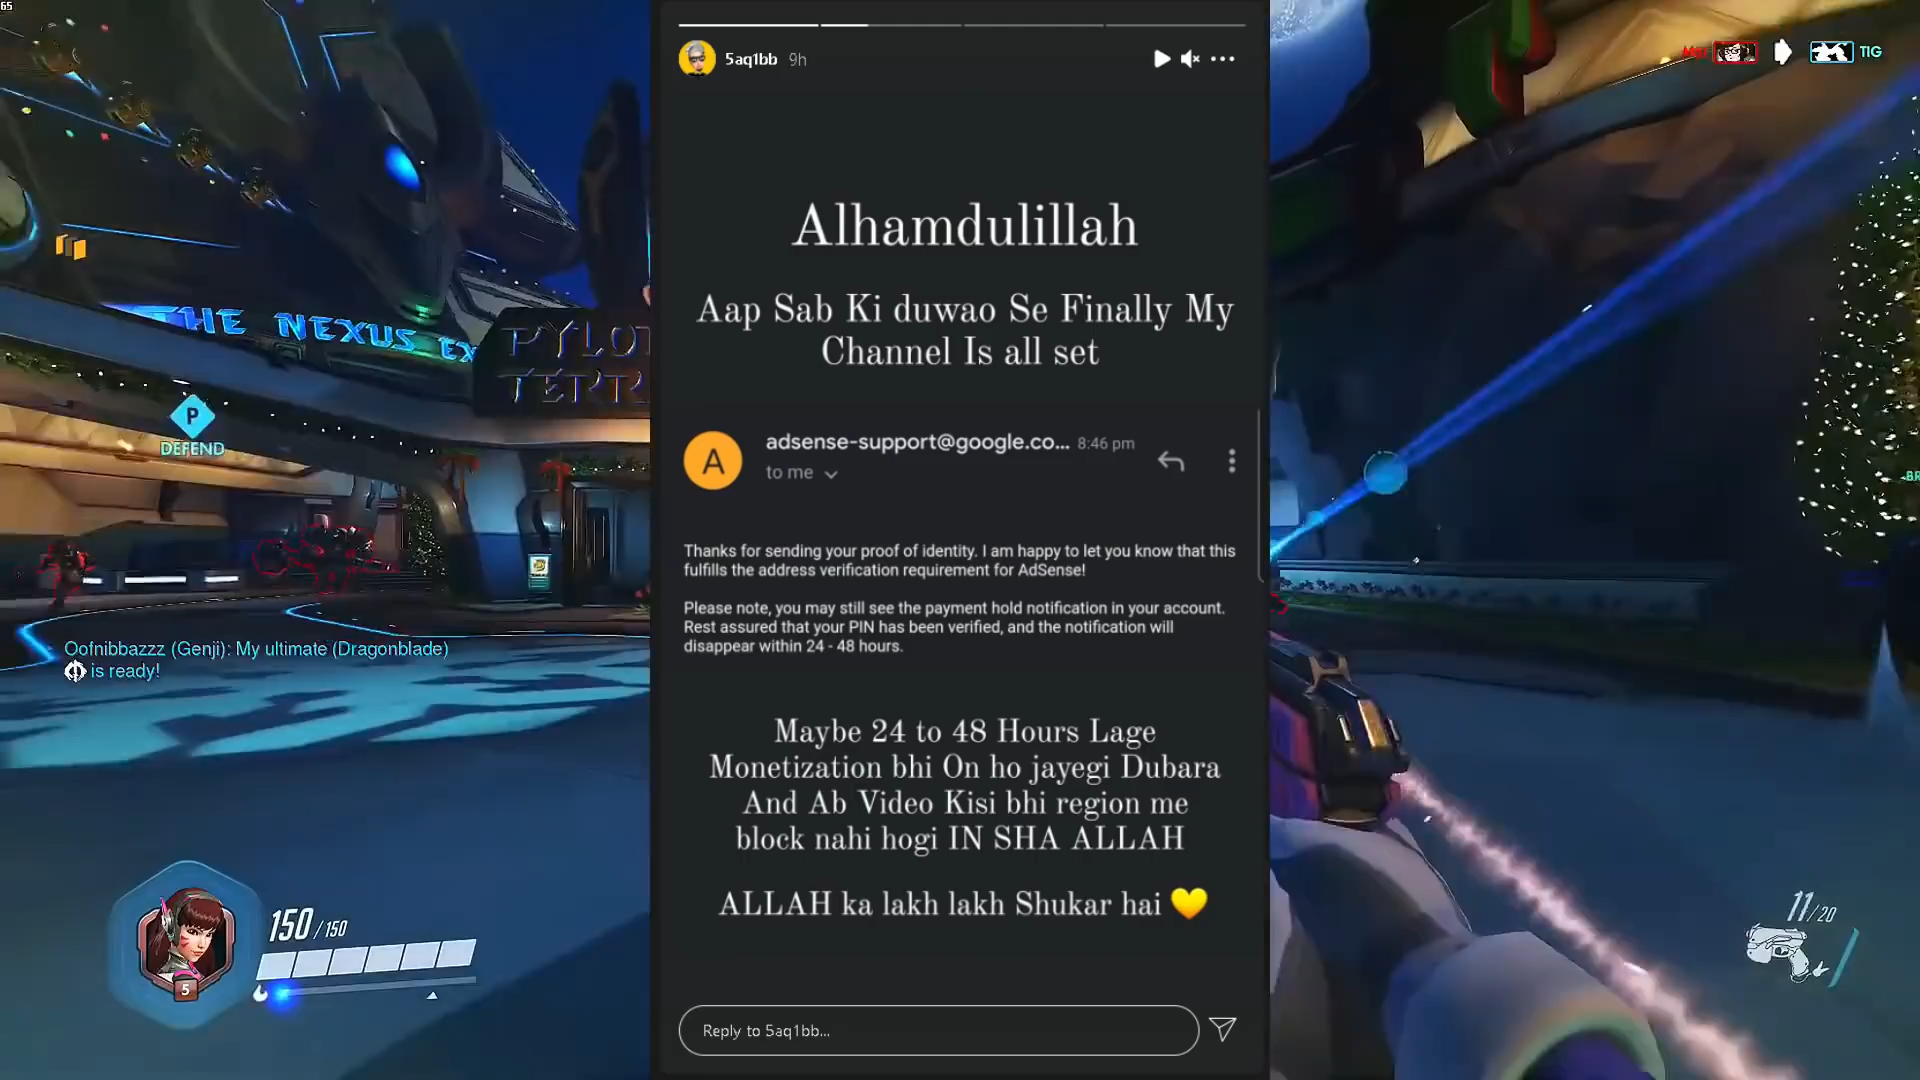 65
5aq1bb 9h
Mei
TIG
Alhamdulillah
Aap Sab Ki duwao Se Finally My
Channel Is all set
THE NEXUS EX
PYLO
TERR
P
DEFEND
A
adsense-support@google.co... 8:46 pm
to me
Thanks for sending your proof of identity. I am happy to let you know that this
fulfills the address verification requirement for AdSense!
Please note, you may still see the payment hold notification in your account.
Rest assured that your PIN has been verified, and the notification will
disappear within 24 - 48 hours.
Oofnibbazzz (Genji): My ultimate (Dragonblade)
is ready!
Maybe 24 to 48 Hours Lage
Monetization bhi On ho jayegi Dubara
And Ab Video Kisi bhi region me
block nahi hogi IN SHA ALLAH
ALLAH ka lakh lakh Shukar hai 💛
150/150
5
11/20
Reply to 5aq1bb...